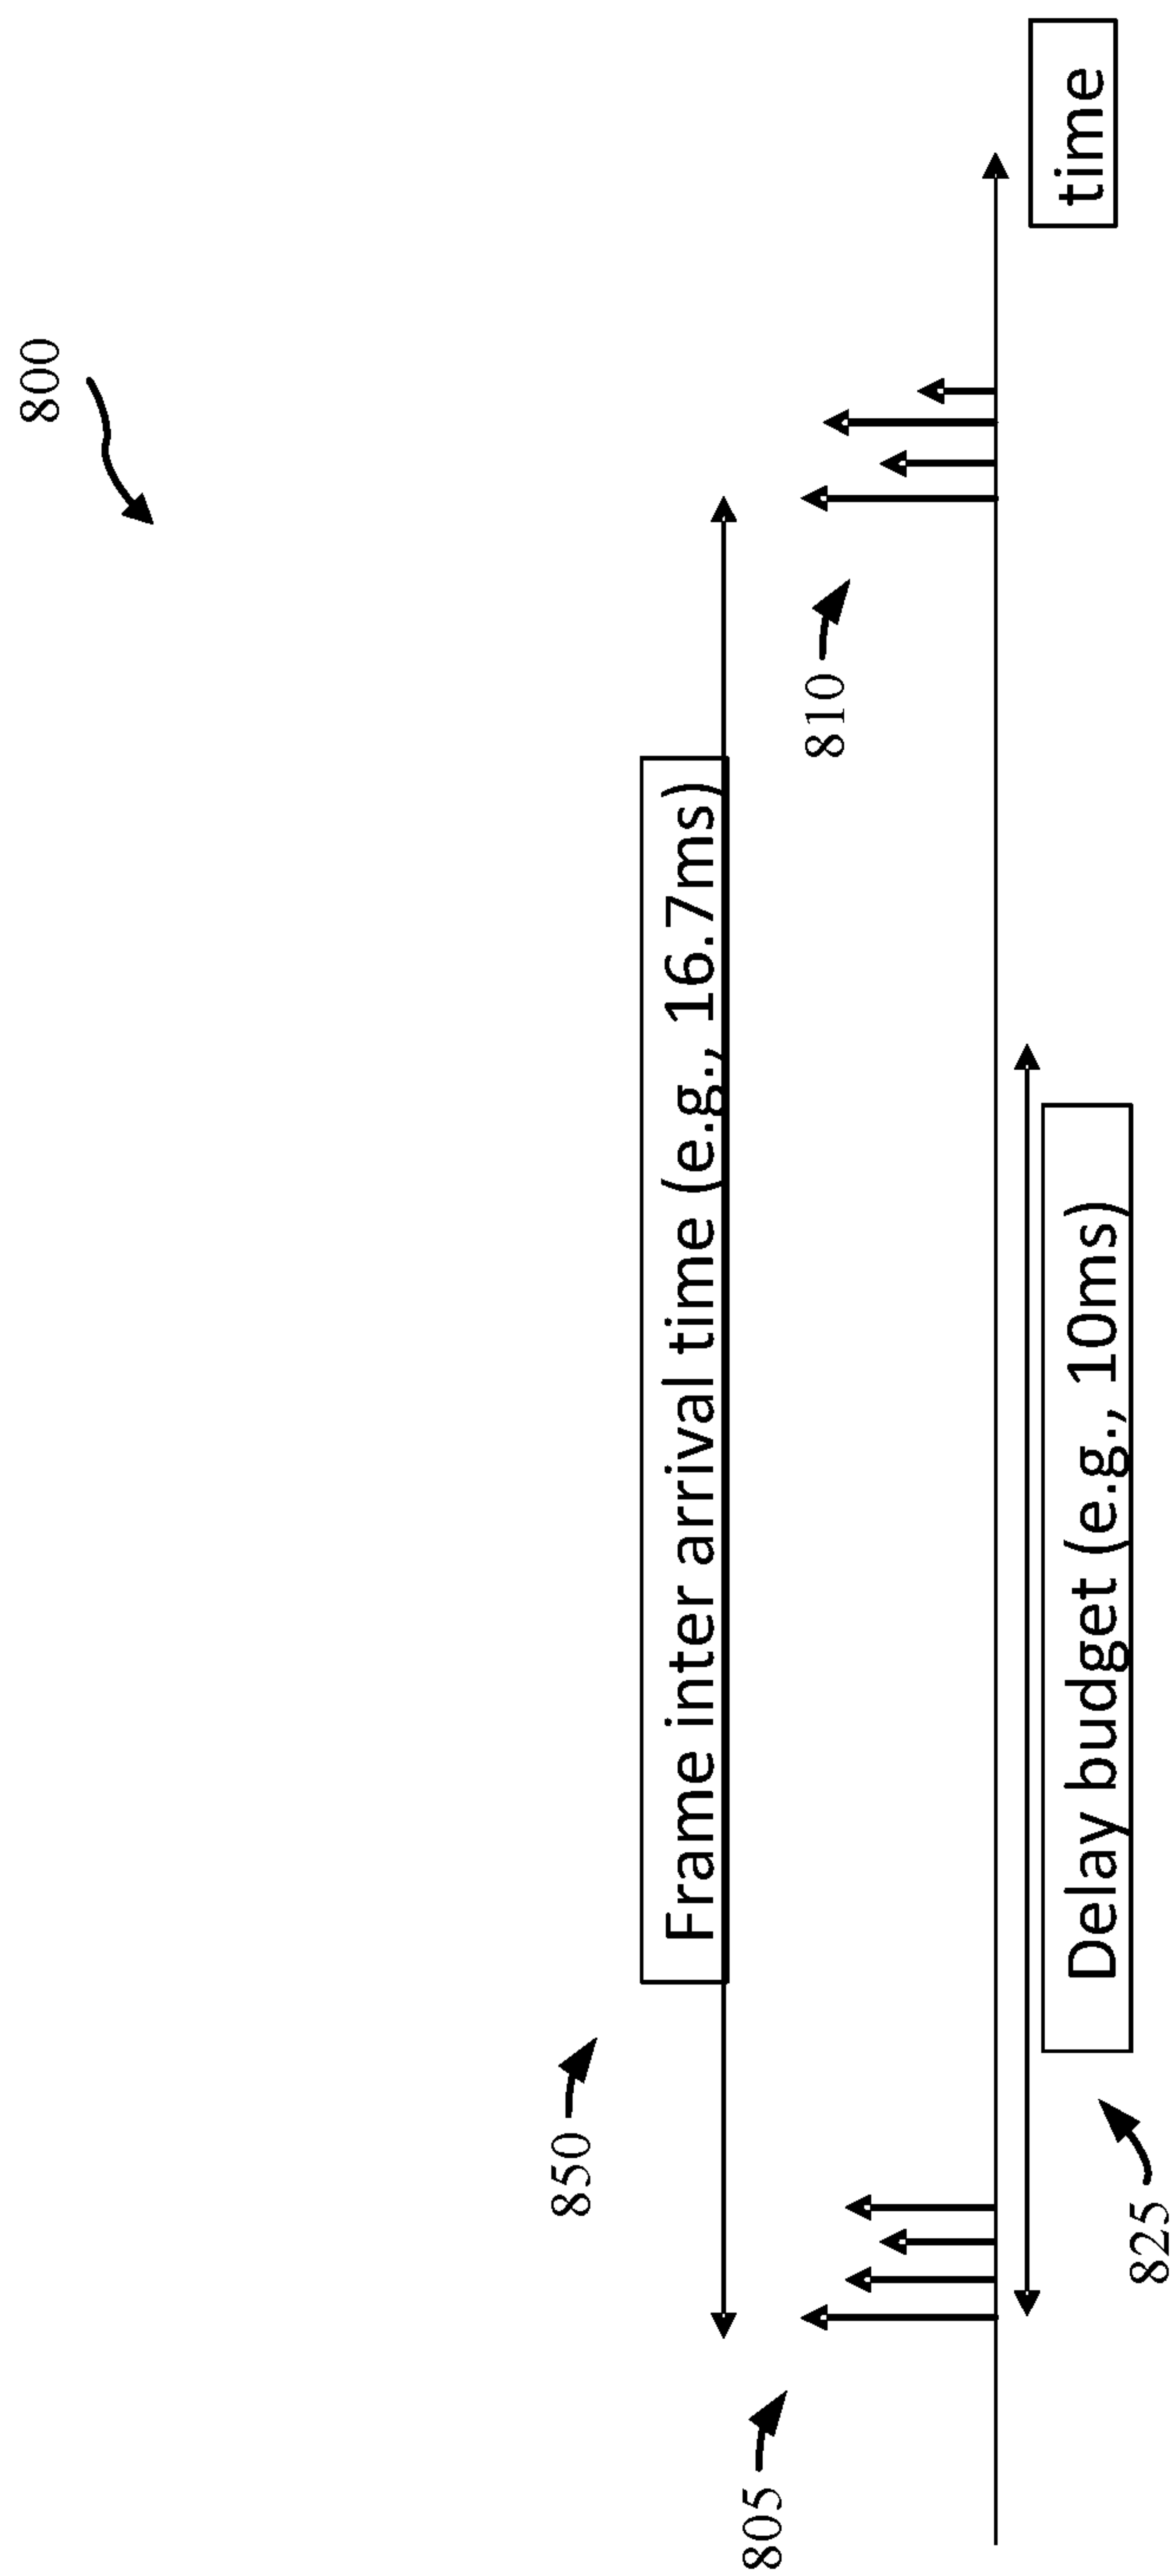 800
850
Frame inter arrival time (e.g., 16.7ms)
805
810
825
Delay budget (e.g., 10ms)
time